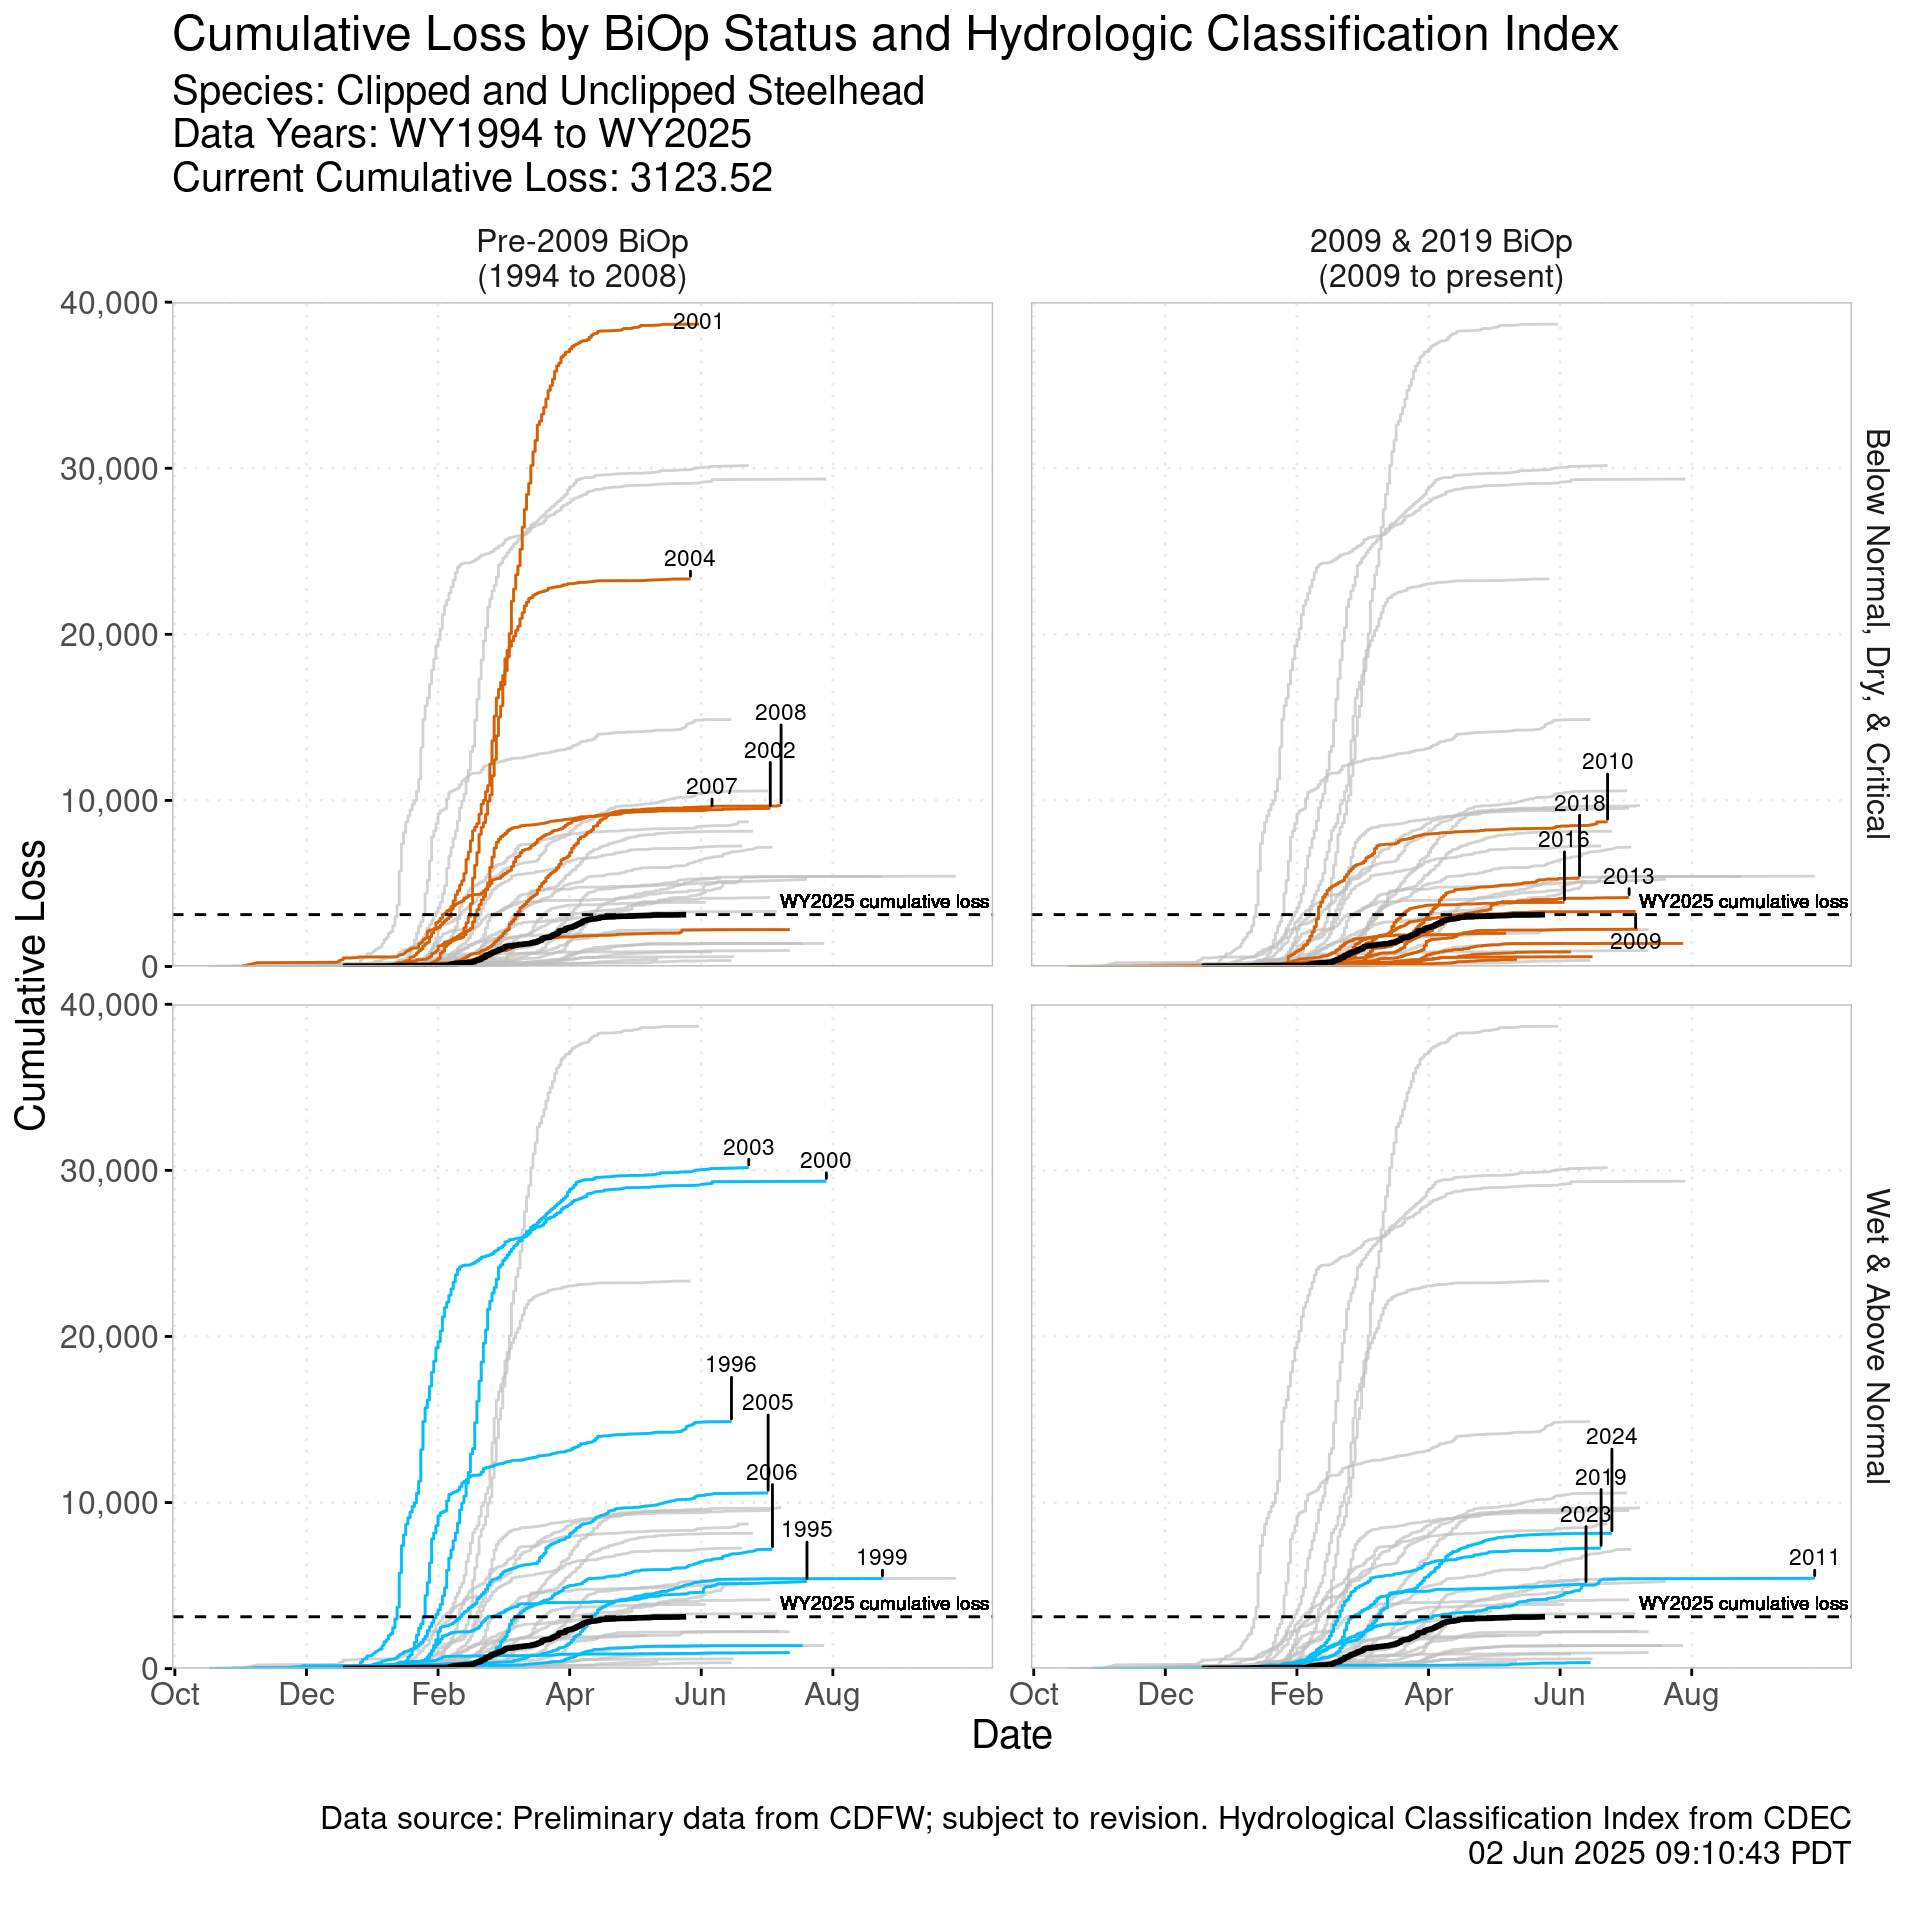 Cumulative Loss by BiOp Status and Hydrologic Classification Index
Species: Clipped and Unclipped Steelhead
Data Years: WY1994 to WY2025
Current Cumulative Loss: 3123.52
Pre-2009 BiOp
(1994 to 2008)
2009 & 2019 BiOp
(2009 to present)
Cumulative Loss
40,000
30,000
20,000
10,000
0
2001
2004
2008
2002
2007
WY2025 cumulative loss
2010
2018
2016
2013
WY2025 cumulative loss
2009
Below Normal, Dry, & Critical
40,000
30,000
20,000
10,000
0
2003
2000
1996
2005
2006
1995
1999
WY2025 cumulative loss
2024
2019
2023
2011
WY2025 cumulative loss
Wet & Above Normal
Oct Dec Feb Apr Jun Aug
Oct Dec Feb Apr Jun Aug
Date
Data source: Preliminary data from CDFW; subject to revision. Hydrological Classification Index from CDEC
02 Jun 2025 09:10:43 PDT